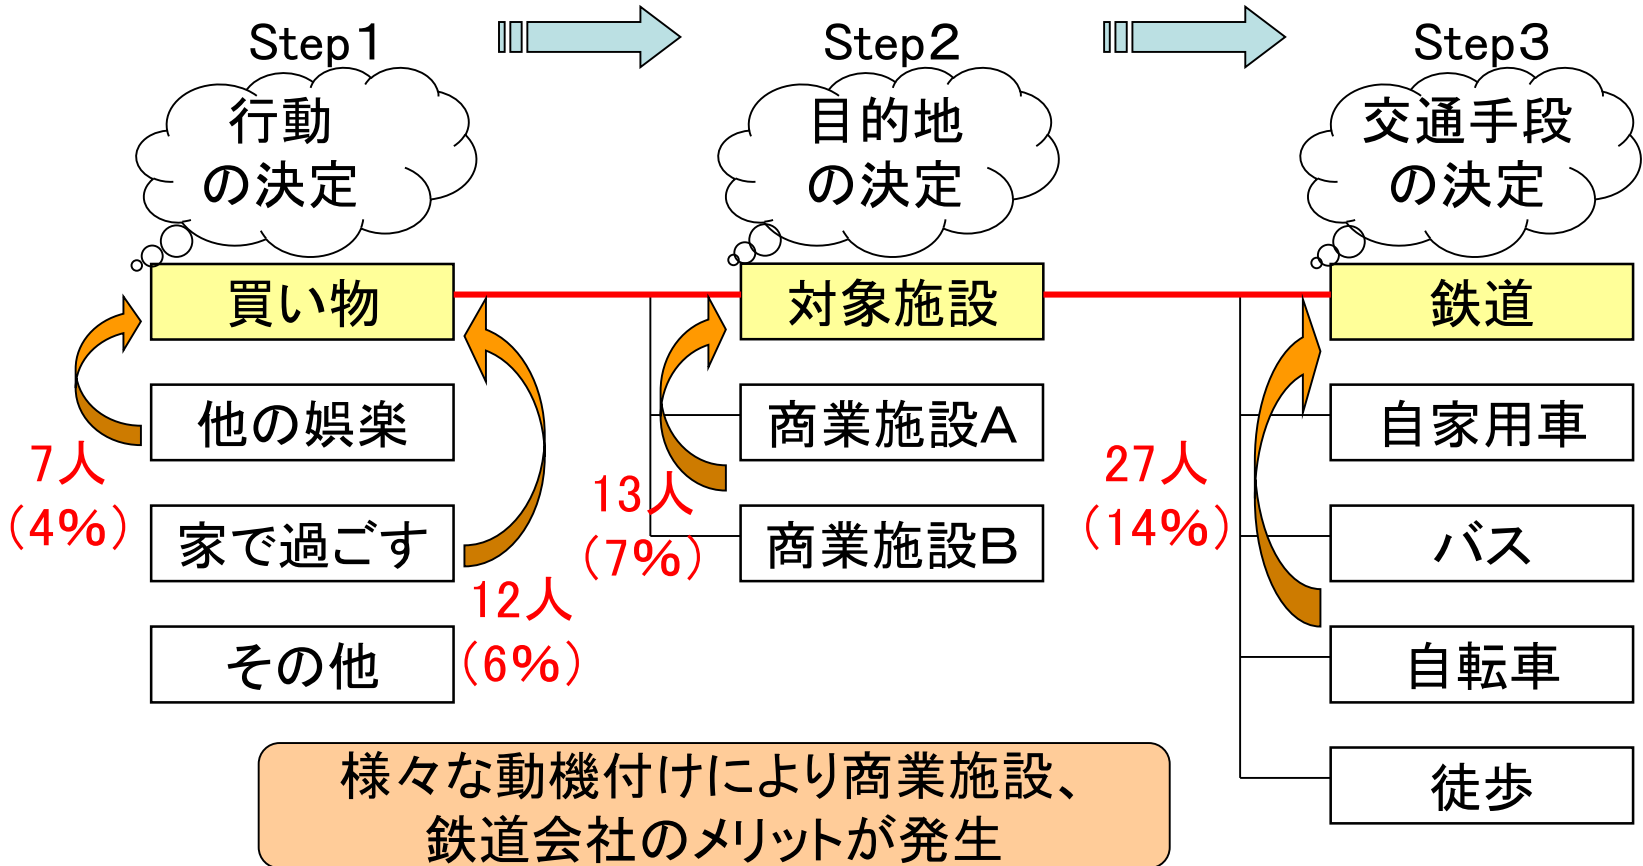 Step1
Step2
Step3
行動
の決定
目的地
の決定
交通手段
の決定
買い物
対象施設
鉄道
他の娯楽
商業施設A
自家用車
7人
(4%)
13人
(7%)
27人
(14%)
家で過ごす
商業施設B
バス
12人
(6%)
その他
自転車
徒歩
様々な動機付けにより商業施設、
鉄道会社のメリットが発生